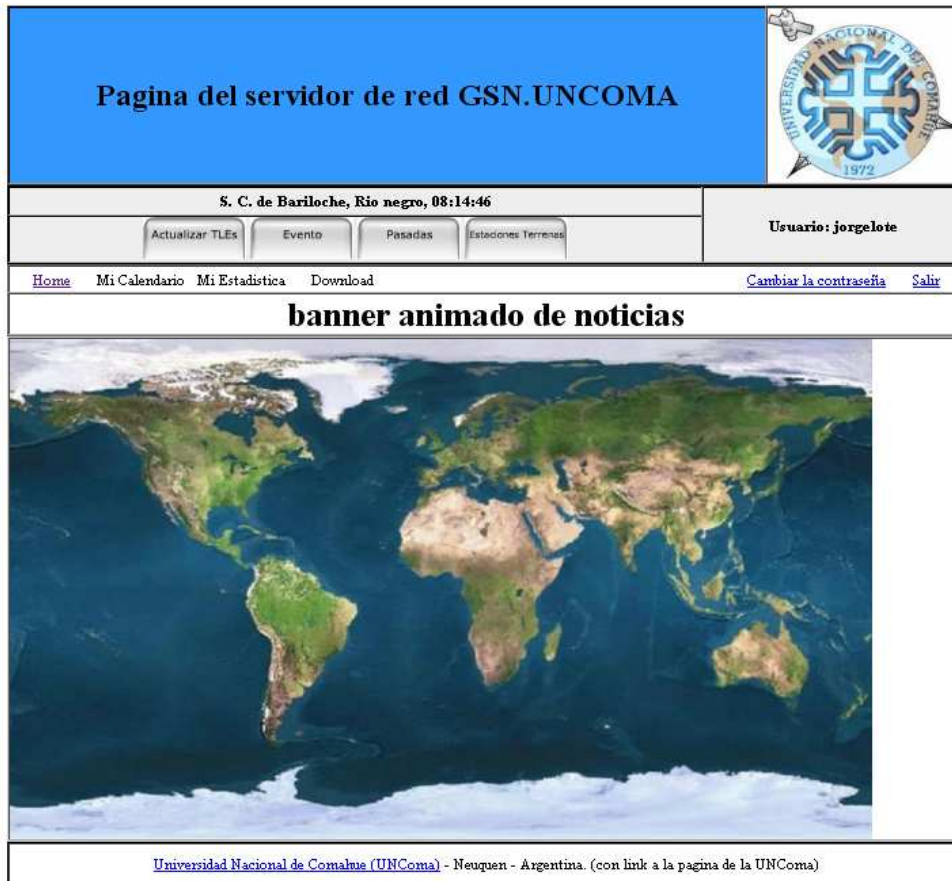 Pagina del servidor de red GSN.UNCOMA
UNIVERSIDAD NACIONAL DEL COMAHUE
1972
S. C. de Bariloche, Rio negro, 08:14:46
Actualizar TLEs Evento Pasadas Estaciones Terrenas
Usuario: jorgelote
Home Mi Calendario Mi Estadistica Download Cambiar la contraseña Salir
banner animado de noticias
Universidad Nacional de Comahue (UNComa) - Neuquen - Argentina. (con link a la pagina de la UNComa)